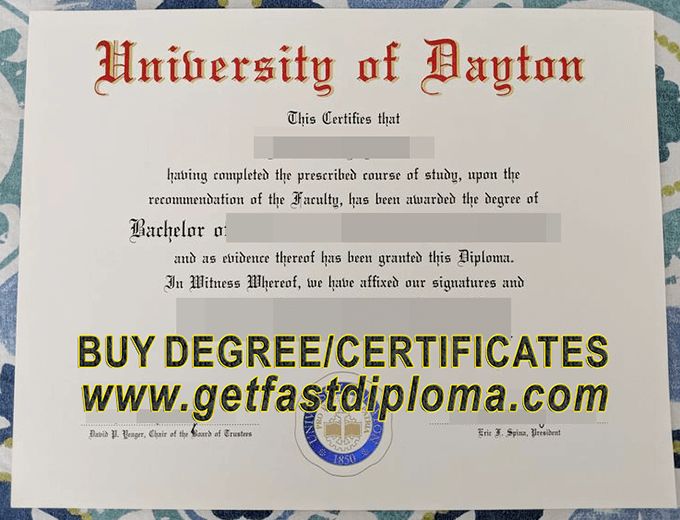 University of Dayton
This Certifies that
having completed the prescribed course of study, upon the
recommendation of the Faculty, has been awarded the degree of
Bachelor of
and as evidence thereof has been granted this Diploma.
In Witness Whereof, we have affixed our signatures and
BUY DEGREE/CERTIFICATES
www.getfastdiploma.com
David P. Yeager, Chair of the Board of Trustees
Eric F. Spina, President
1850